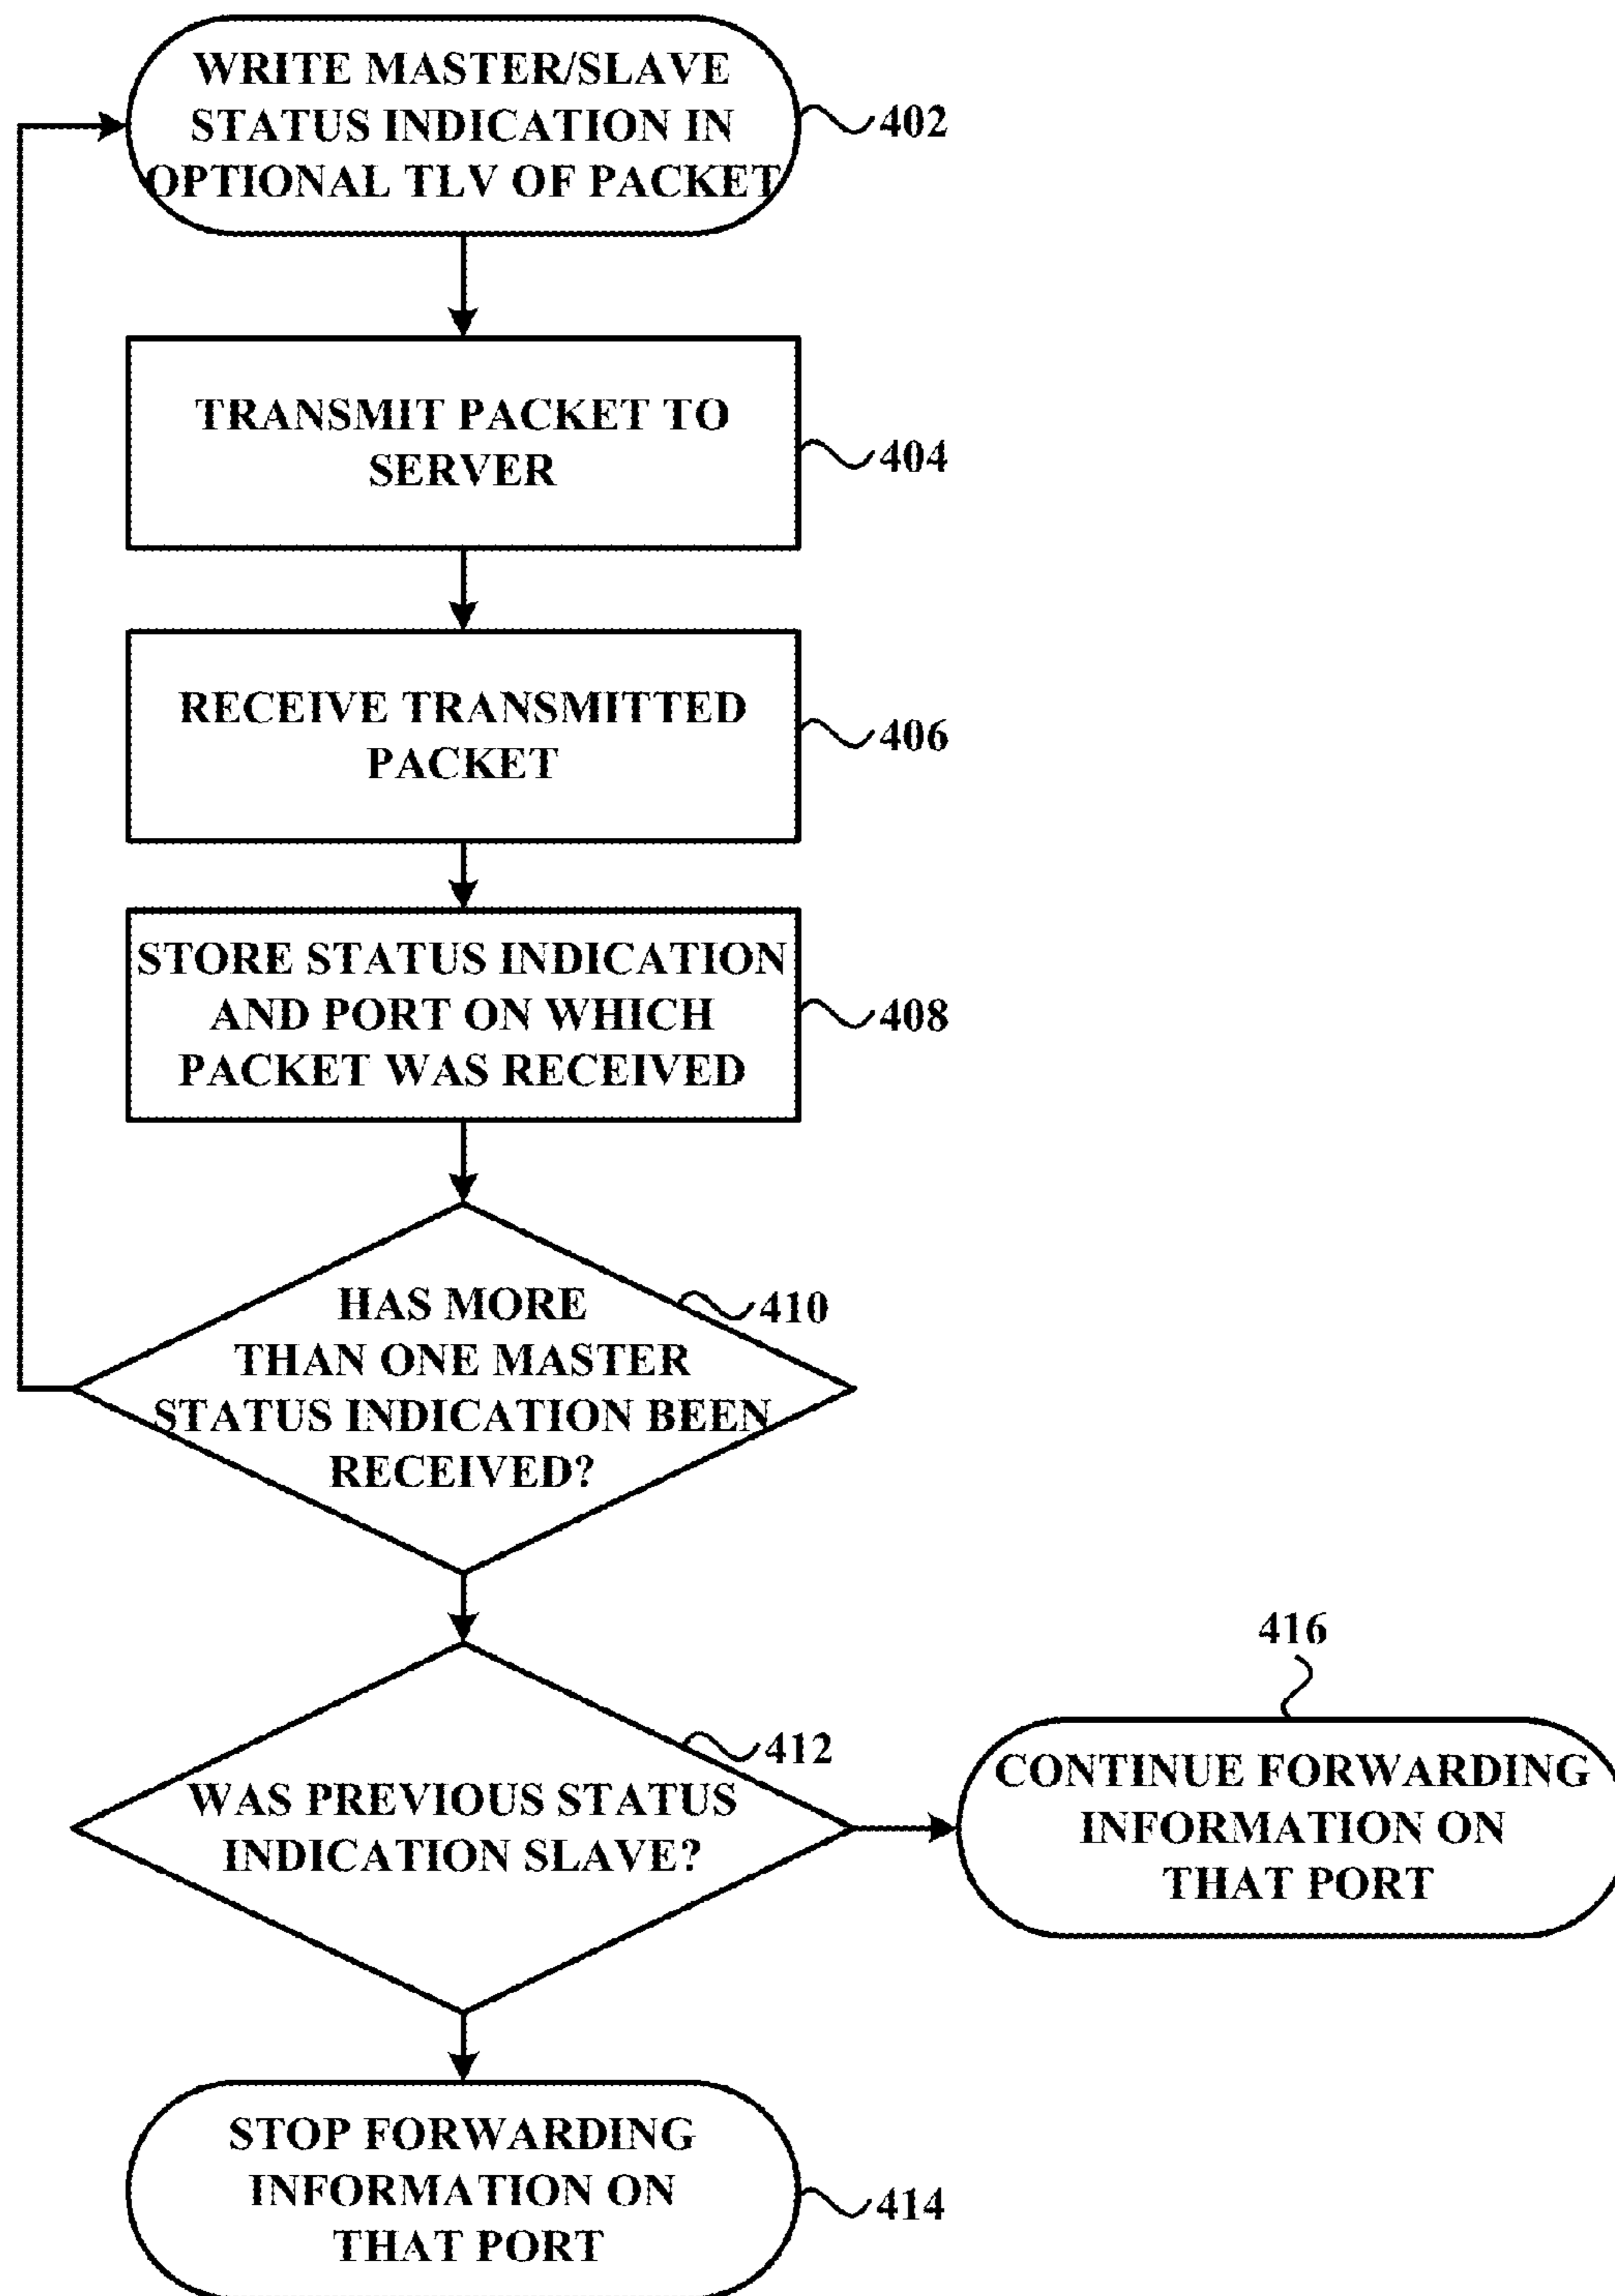 WRITE MASTER/SLAVE
STATUS INDICATION IN
OPTIONAL TLV OF PACKET
402
TRANSMIT PACKET TO
SERVER
404
RECEIVE TRANSMITTED
PACKET
406
STORE STATUS INDICATION
AND PORT ON WHICH
PACKET WAS RECEIVED
408
HAS MORE
THAN ONE MASTER
STATUS INDICATION BEEN
RECEIVED?
410
WAS PREVIOUS STATUS
INDICATION SLAVE?
412
416
CONTINUE FORWARDING
INFORMATION ON
THAT PORT
STOP FORWARDING
INFORMATION ON
THAT PORT
414